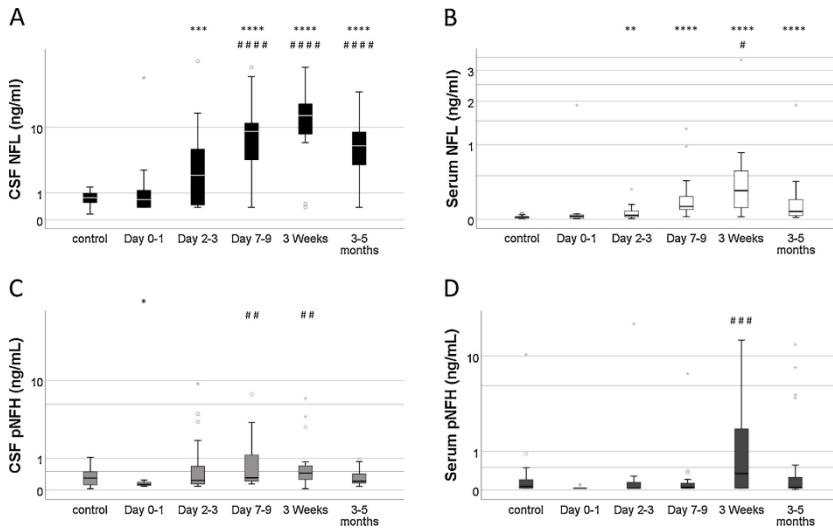 A
*** **** **** ****
#### #### ####
CSF NFL (ng/ml)
10
1
0
control Day 0-1 Day 2-3 Day 7-9 3 Weeks 3-5
months
B
** **** **** ****
#
Serum NFL (ng/ml)
3
2
1
0
control Day 0-1 Day 2-3 Day 7-9 3 Weeks 3-5
months
C
*
## ##
CSF pNFH (ng/mL)
10
1
0
control Day 0-1 Day 2-3 Day 7-9 3 Weeks 3-5
months
D
###
Serum pNFH (ng/mL)
10
1
0
control Day 0-1 Day 2-3 Day 7-9 3 Weeks 3-5
months